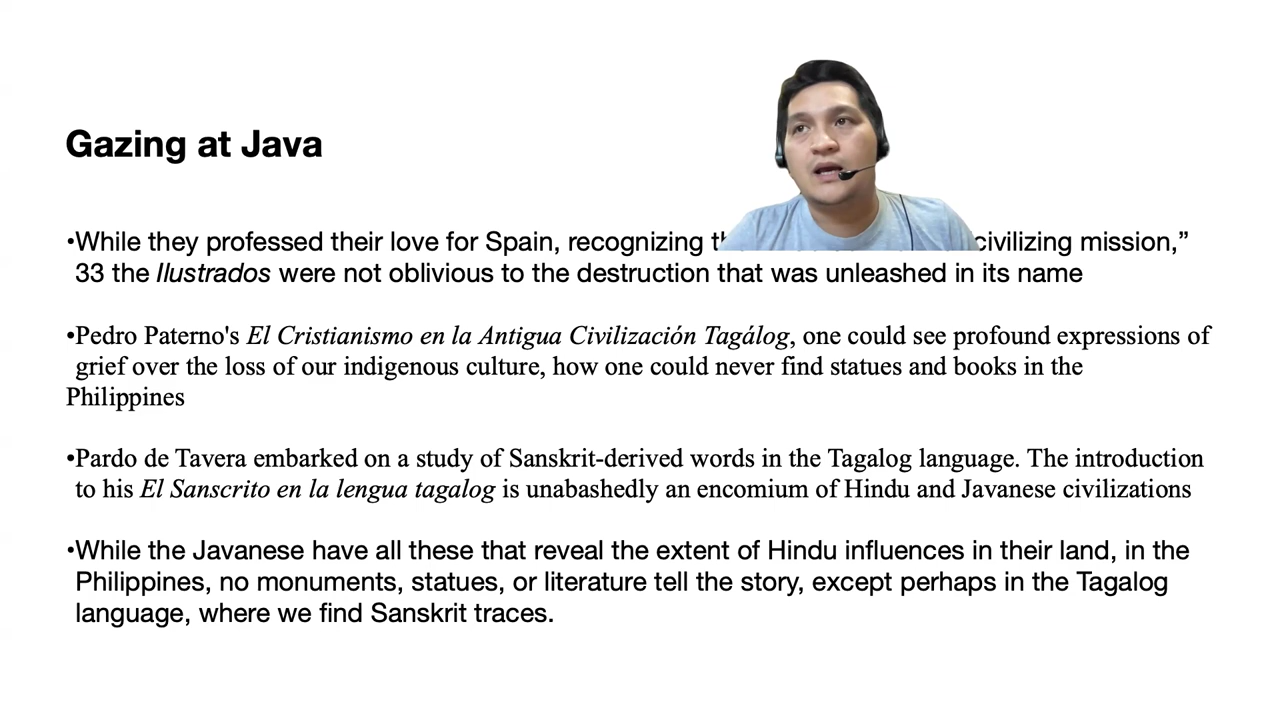 Gazing at Java
•While they professed their love for Spain, recognizing civilizing mission,”
33 the Ilustrados were not oblivious to the destruction that was unleashed in its name
•Pedro Paterno's El Cristianismo en la Antigua Civilización Tagálog, one could see profound expressions of
grief over the loss of our indigenous culture, how one could never find statues and books in the
Philippines
•Pardo de Tavera embarked on a study of Sanskrit-derived words in the Tagalog language. The introduction
to his El Sanscrito en la lengua tagalog is unabashedly an encomium of Hindu and Javanese civilizations
•While the Javanese have all these that reveal the extent of Hindu influences in their land, in the
Philippines, no monuments, statues, or literature tell the story, except perhaps in the Tagalog
language, where we find Sanskrit traces.